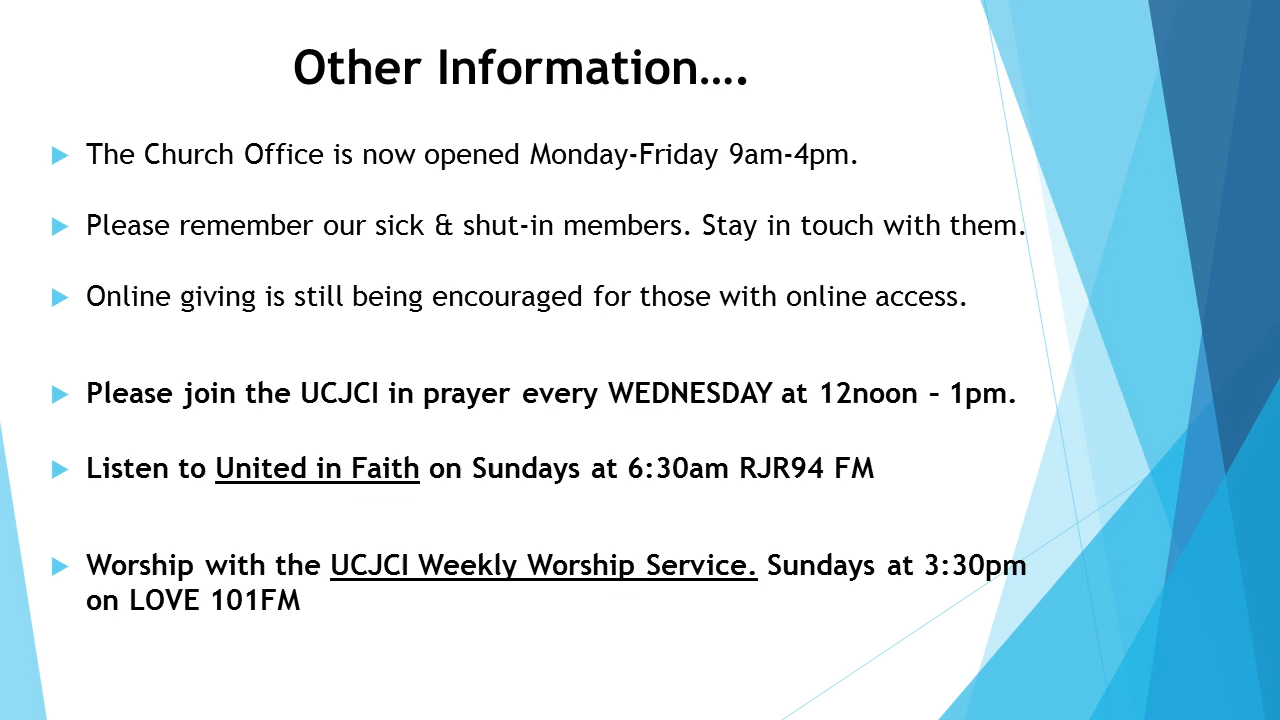 Other Information....
The Church Office is now opened Monday-Friday 9am-4pm.
Please remember our sick & shut-in members. Stay in touch with them.
Online giving is still being encouraged for those with online access.
Please join the UCJCI in prayer every WEDNESDAY at 12noon – 1pm.
Listen to United in Faith on Sundays at 6:30am RJR94 FM
Worship with the UCJCI Weekly Worship Service. Sundays at 3:30pm
on LOVE 101FM